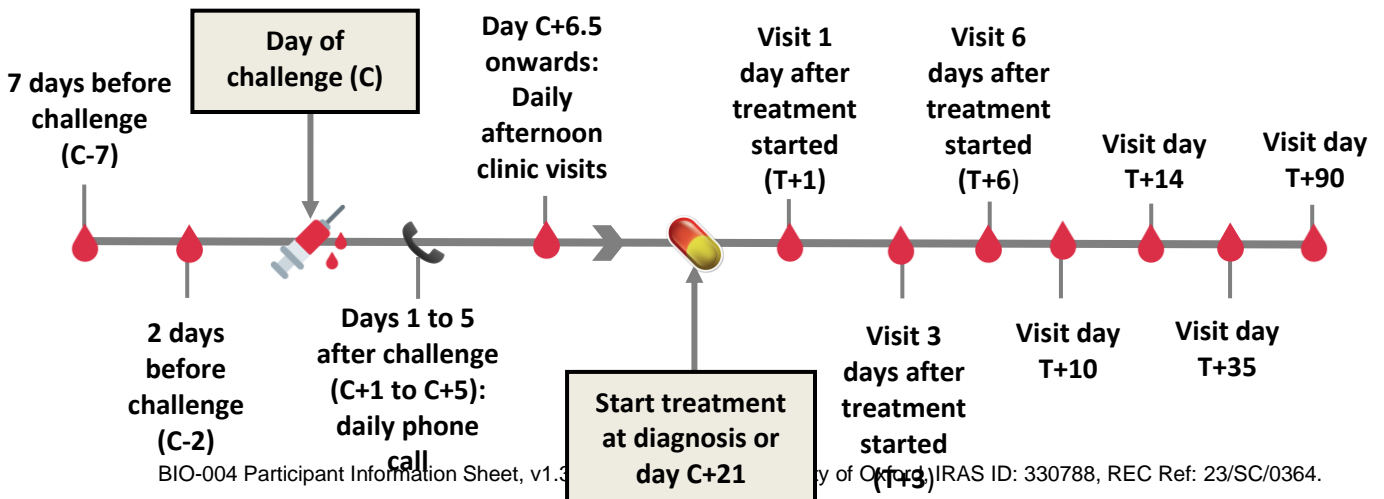 7 days before
challenge
(C-7)
2 days
before
challenge
(C-2)
Day of
challenge (C)
Days 1 to 5
after challenge
(C+1 to C+5):
daily phone
call
Day C+6.5
onwards:
Daily
afternoon
clinic visits
Start treatment
at diagnosis or
day C+21
Visit 1
day after
treatment
started
(T+1)
Visit 3
days after
treatment
started
(T+3)
Visit 6
days after
treatment
started
(T+6)
Visit day
T+10
Visit day
T+14
Visit day
T+35
Visit day
T+90
BIO-004 Participant Information Sheet, v1.3 of Oxford, IRAS ID: 330788, REC Ref: 23/SC/0364.